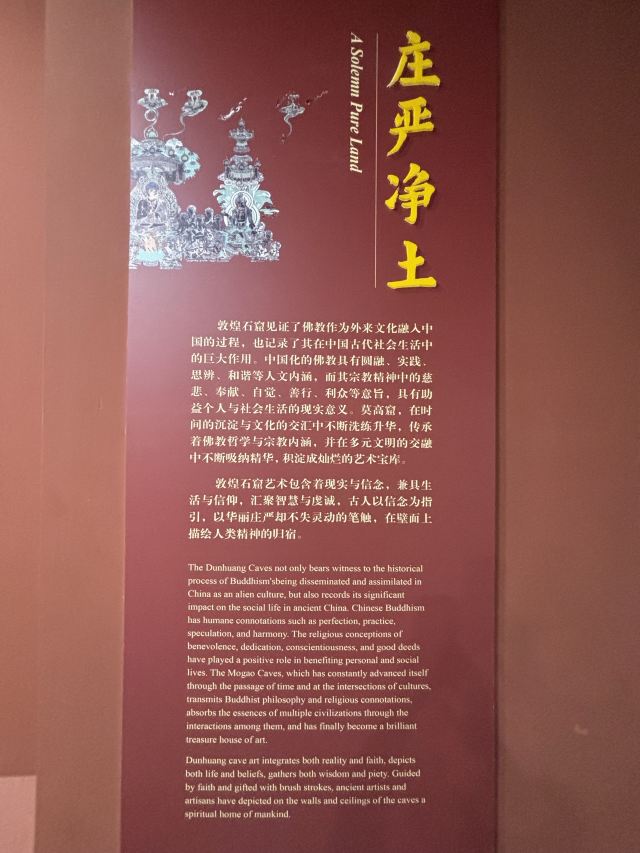 庄严净土
A Solemn Pure Land
敦煌石窟见证了佛教作为外来文化融入中
国的过程，也记录了其在中国古代社会生活中
的巨大作用。中国化的佛教具有圆融、实践、
思辨、和谐等人文内涵，而其宗教精神中的慈
悲、奉献、自觉、善行、利众等意旨，具有助
益个人与社会生活的现实意义。莫高窟，在时
间的沉淀与文化的交汇中不断洗练升华，传承
着佛教哲学与宗教内涵，并在多元文明的交融
中不断吸纳精华，积淀成灿烂的艺术宝库。
敦煌石窟艺术包含着现实与信念，兼具生
活与信仰，汇聚智慧与虔诚，古人以信念为指
引，以华丽庄严却不失灵动的笔触，在壁面上
描绘人类精神的归宿。
The Dunhuang Caves not only bears witness to the historical
process of Buddhism'sbeing disseminated and assimilated in
China as an alien culture, but also records its significant
impact on the social life in ancient China. Chinese Buddhism
has humane connotations such as perfection, practice,
speculation, and harmony. The religious conceptions of
benevolence, dedication, conscientiousness, and good deeds
have played a positive role in benefiting personal and social
lives. The Mogao Caves, which has constantly advanced itself
through the passage of time and at the intersections of cultures,
transmits Buddhist philosophy and religious connotations,
absorbs the essences of multiple civilizations through the
interactions among them, and has finally become a brilliant
treasure house of art.
Dunhuang cave art integrates both reality and faith, depicts
both life and beliefs, gathers both wisdom and piety. Guided
by faith and gifted with brush strokes, ancient artists and
artisans have depicted on the walls and ceilings of the caves a
spiritual home of mankind.